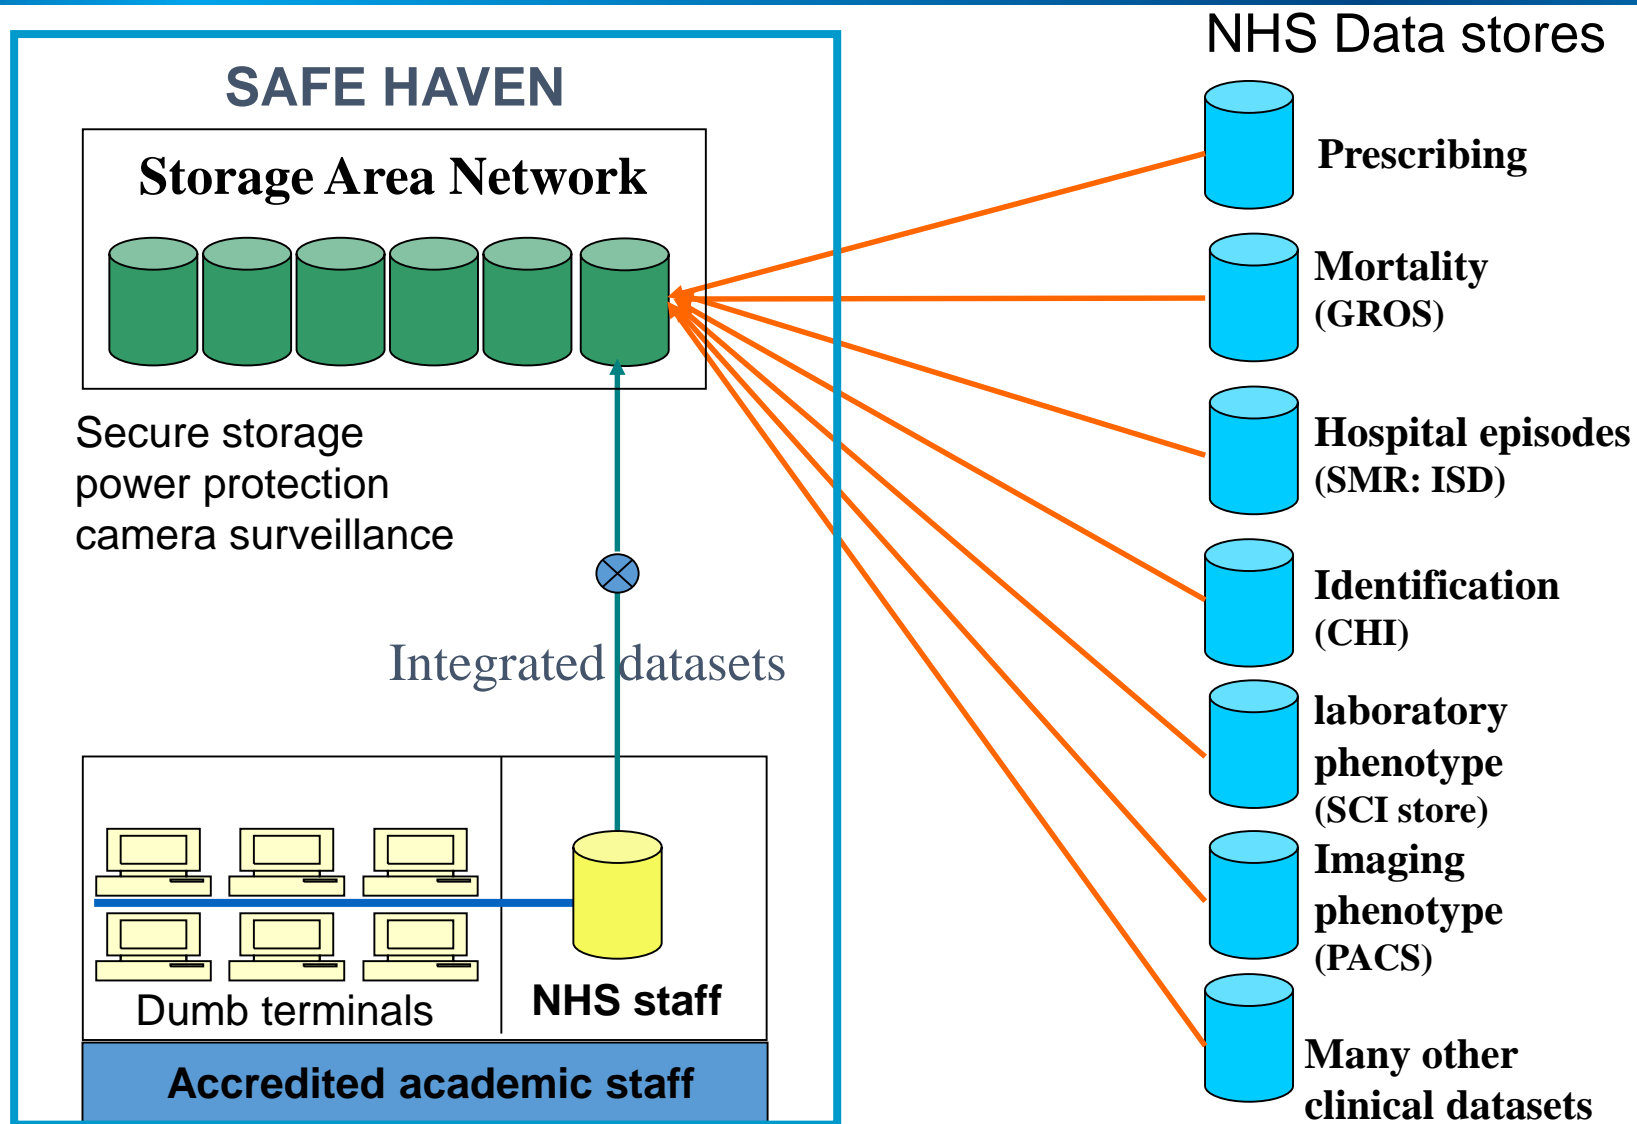 SAFE HAVEN
Storage Area Network
Secure storage
power protection
camera surveillance
Integrated datasets
Dumb terminals
NHS staff
Accredited academic staff
NHS Data stores
Prescribing
Mortality
(GROS)
Hospital episodes
(SMR: ISD)
Identification
(CHI)
laboratory
phenotype
(SCI store)
Imaging
phenotype
(PACS)
Many other
clinical datasets